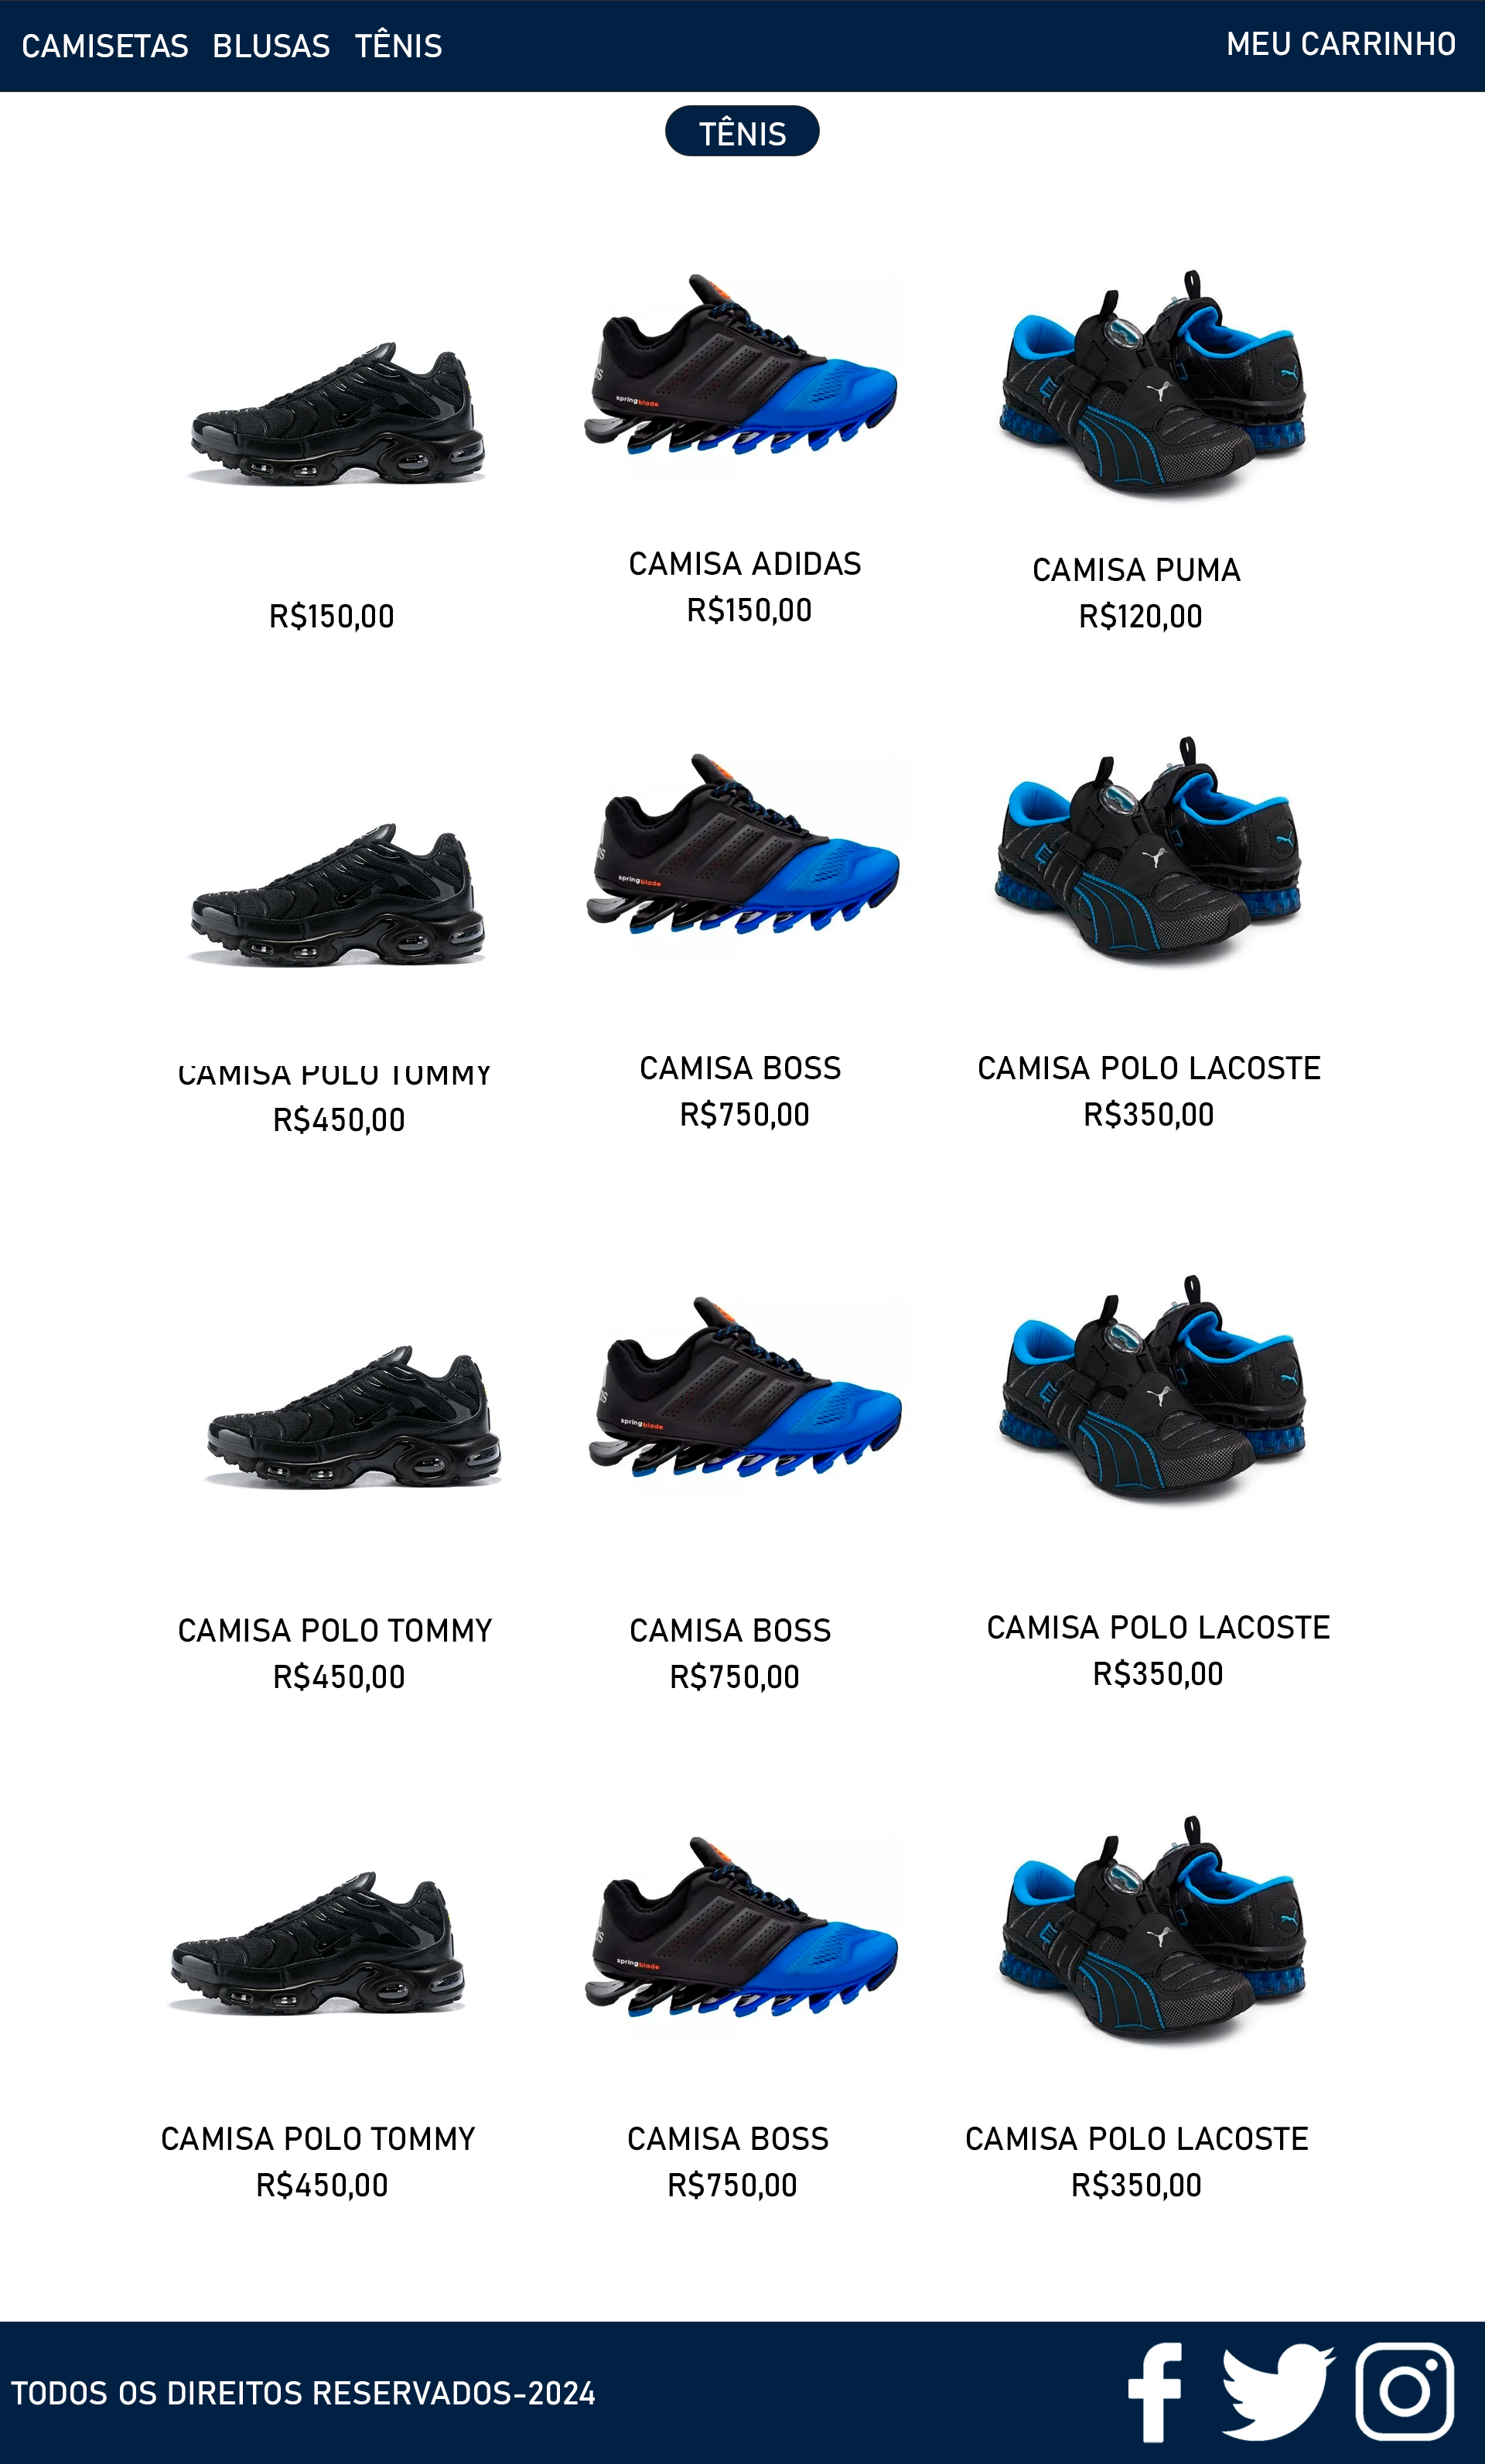 CAMISETAS BLUSAS TÊNIS
MEU CARRINHO
TÊNIS
springblade
CAMISA ADIDAS
CAMISA PUMA
R$150,00
R$150,00
R$120,00
springblade
CAMISA POLO TOMMY
CAMISA BOSS
CAMISA POLO LACOSTE
R$450,00
R$750,00
R$350,00
springblade
CAMISA POLO TOMMY
CAMISA BOSS
CAMISA POLO LACOSTE
R$450,00
R$750,00
R$350,00
springblade
CAMISA POLO TOMMY
CAMISA BOSS
CAMISA POLO LACOSTE
R$450,00
R$750,00
R$350,00
TODOS OS DIREITOS RESERVADOS-2024